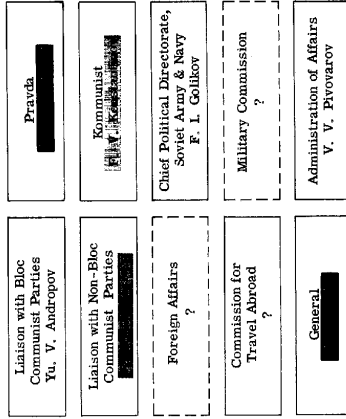 Pravda
Kommunist
Chief Political Directorate,
Soviet Army & Navy
F. I. Golikov
Military Commission
?
Administration of Affairs
V. V. Pivovarov
Liaison with Bloc
Communist Parties
Yu. V. Andropov
Liaison with Non-Bloc
Communist Parties
Foreign Affairs
?
Commission for
Travel Abroad
?
General